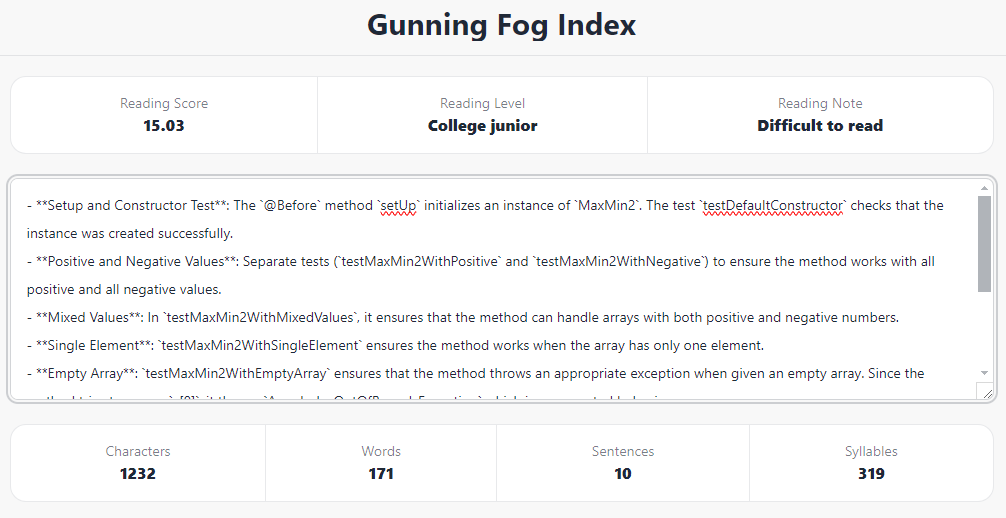 Gunning Fog Index
Reading Score
15.03
Reading Level
College junior
Reading Note
Difficult to read
- **Setup and Constructor Test**: The `@Before` method `setUp` initializes an instance of `MaxMin2`. The test `testDefaultConstructor` checks that the
instance was created successfully.
- **Positive and Negative Values**: Separate tests (`testMaxMin2WithPositive` and `testMaxMin2WithNegative`) to ensure the method works with all
positive and all negative values.
- **Mixed Values**: In `testMaxMin2WithMixedValues`, it ensures that the method can handle arrays with both positive and negative numbers.
- **Single Element**: `testMaxMin2WithSingleElement` ensures the method works when the array has only one element.
- **Empty Array**: `testMaxMin2WithEmptyArray` ensures that the method throws an appropriate exception when given an empty array. Since the
Characters
1232
Words
171
Sentences
10
Syllables
319